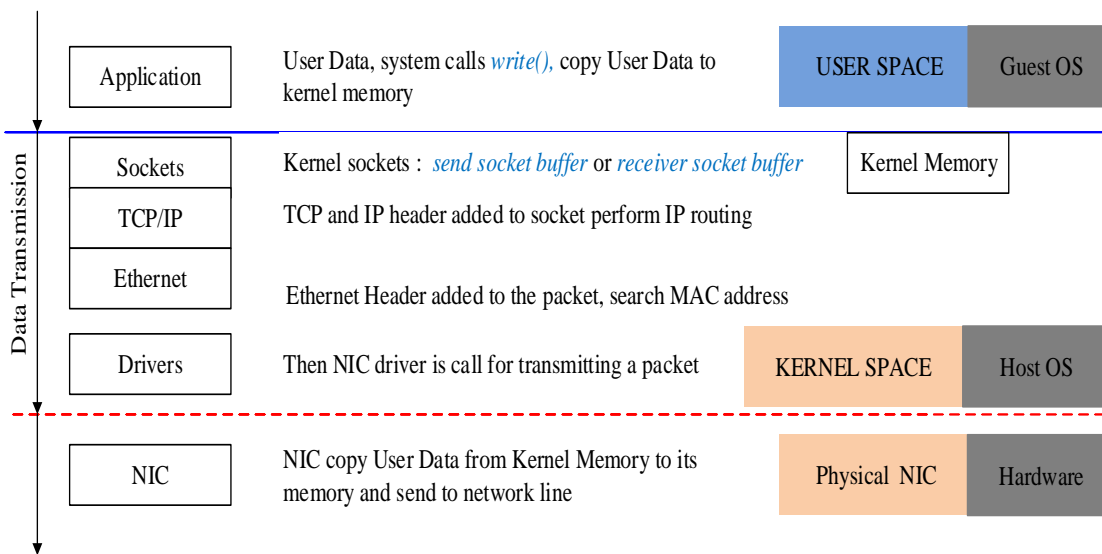 Application
User Data, system calls write(), copy User Data to
kernel memory
USER SPACE
Guest OS
Data Transmission
Sockets
Kernel sockets : send socket buffer or receiver socket buffer
Kernel Memory
TCP/IP
TCP and IP header added to socket perform IP routing
Ethernet
Ethernet Header added to the packet, search MAC address
Drivers
Then NIC driver is call for transmitting a packet
KERNEL SPACE
Host OS
NIC
NIC copy User Data from Kernel Memory to its
memory and send to network line
Physical NIC
Hardware